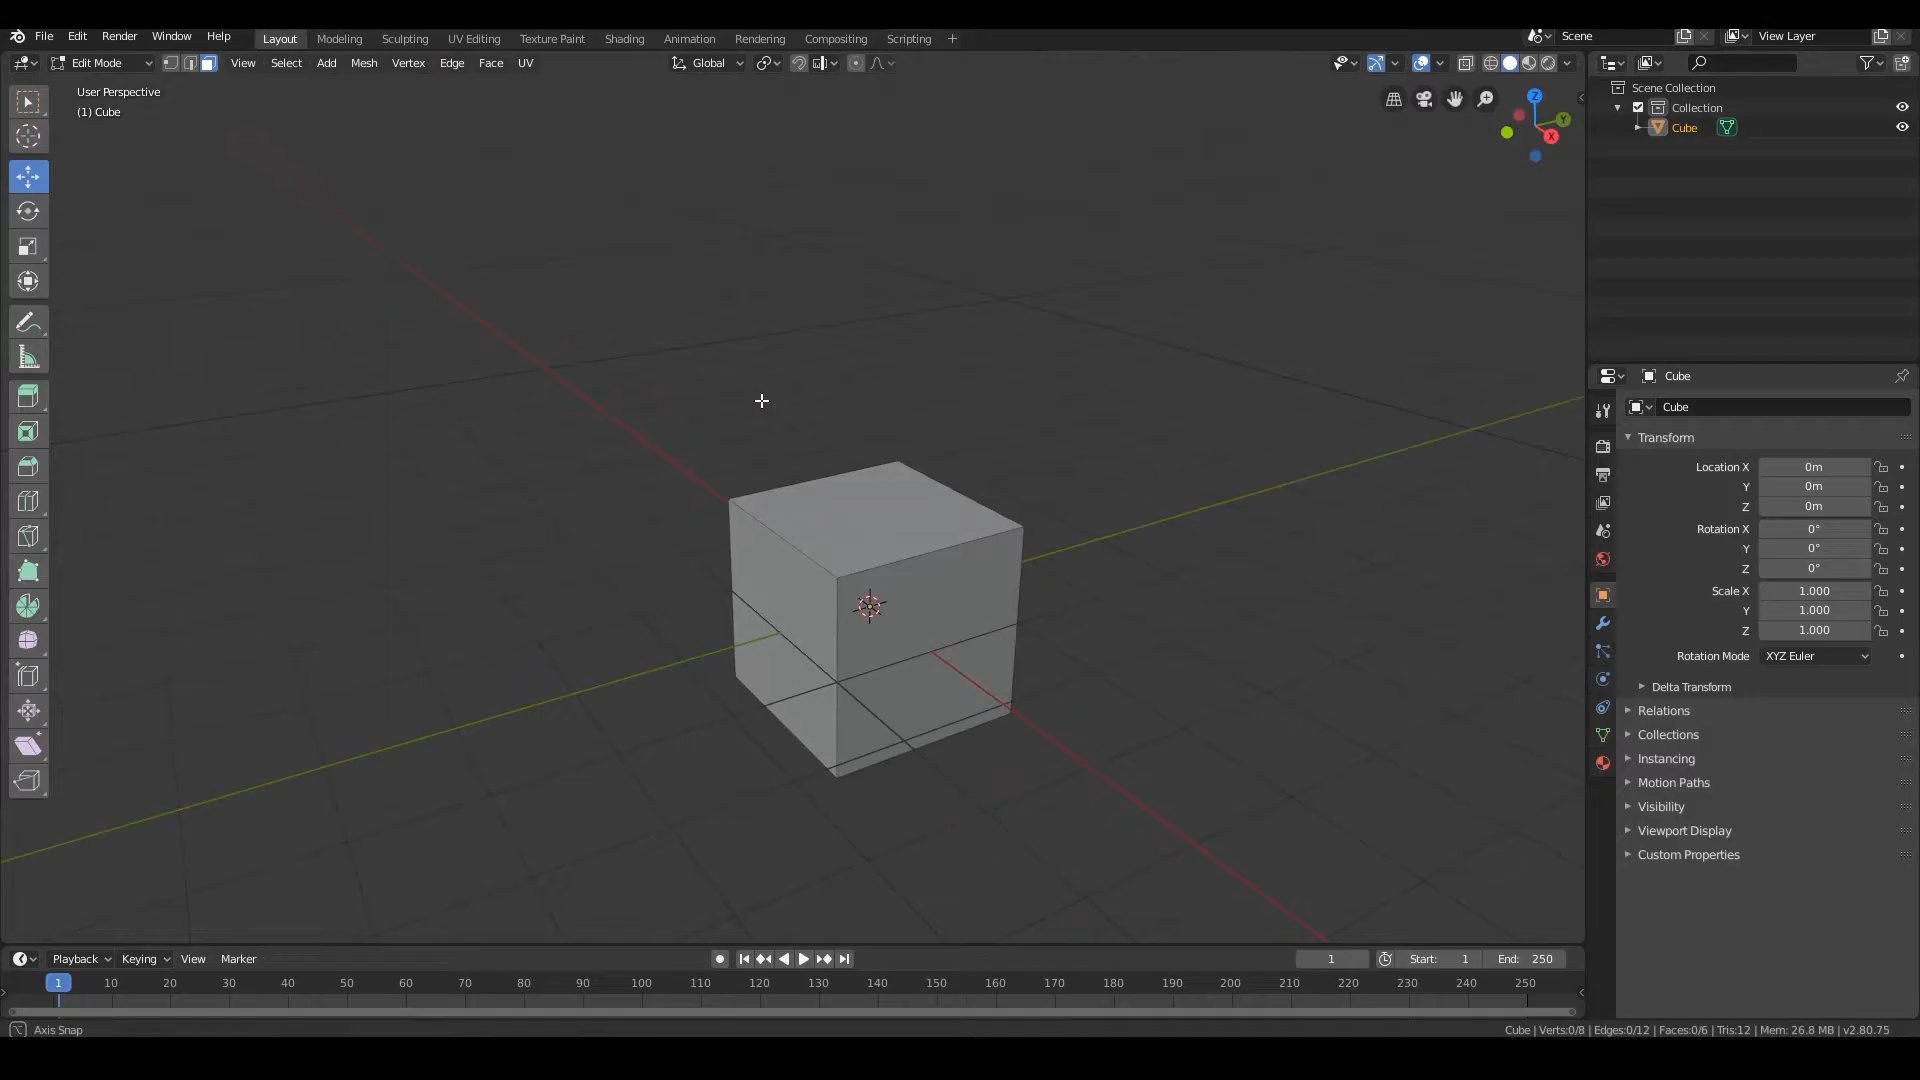 File Edit Render Window Help Layout Modeling Sculpting UV Editing Texture Paint Shading Animation Rendering Compositing Scripting + Scene View Layer
Edit Mode View Select Add Mesh Vertex Edge Face UV Global
User Perspective
(1) Cube
Z
Y
X
Scene Collection
Collection
Cube
Cube
Cube
Transform
Location X 0m
Y 0m
Z 0m
Rotation X 0°
Y 0°
Z 0°
Scale X 1.000
Y 1.000
Z 1.000
Rotation Mode XYZ Euler
Delta Transform
Relations
Collections
Instancing
Motion Paths
Visibility
Viewport Display
Custom Properties
Playback Keying View Marker 1 Start: 1 End: 250
1 10 20 30 40 50 60 70 80 90 100 110 120 130 140 150 160 170 180 190 200 210 220 230 240 250
Axis Snap Cube | Verts:0/8 | Edges:0/12 | Faces:0/6 | Tris:12 | Mem: 26.8 MB | v2.80.75